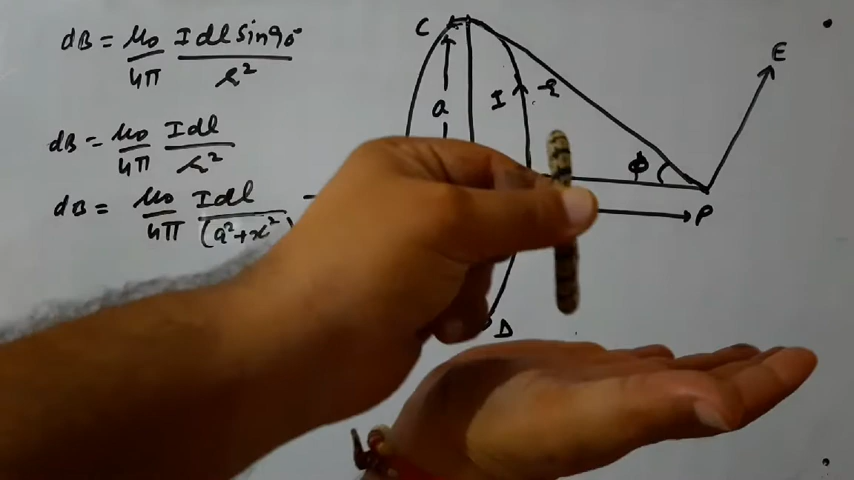 dB = μ₀/4π Idl Sin90°/r²
dB = μ₀/4π Idl/r²
dB = μ₀/4π Idl/(a²+x²)
C
a
I
r
E
ϕ
P
D